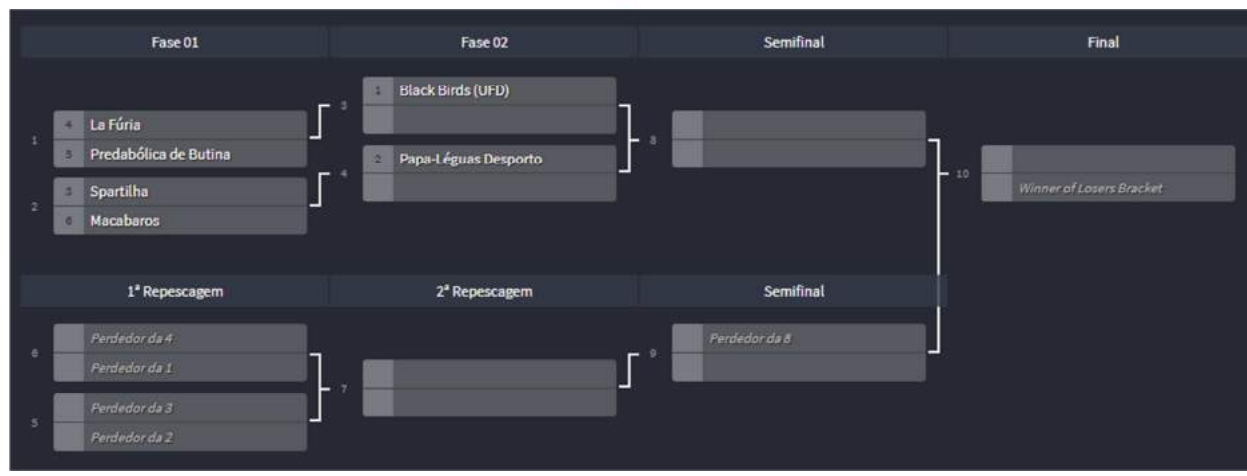 Fase 01 Fase 02 Semifinal Final
1 Black Birds (UFD)
3
4 La Fúria
1 8
5 Predabólica de Butina 2 Papa-Léguas Desporto
4 10
3 Spartilha Winner of Losers Bracket
2
6 Macabaros
1ª Repescagem 2ª Repescagem Semifinal
Perdedor da 4 Perdedor da 8
6 9
Perdedor da 1
7
Perdedor da 3
5
Perdedor da 2